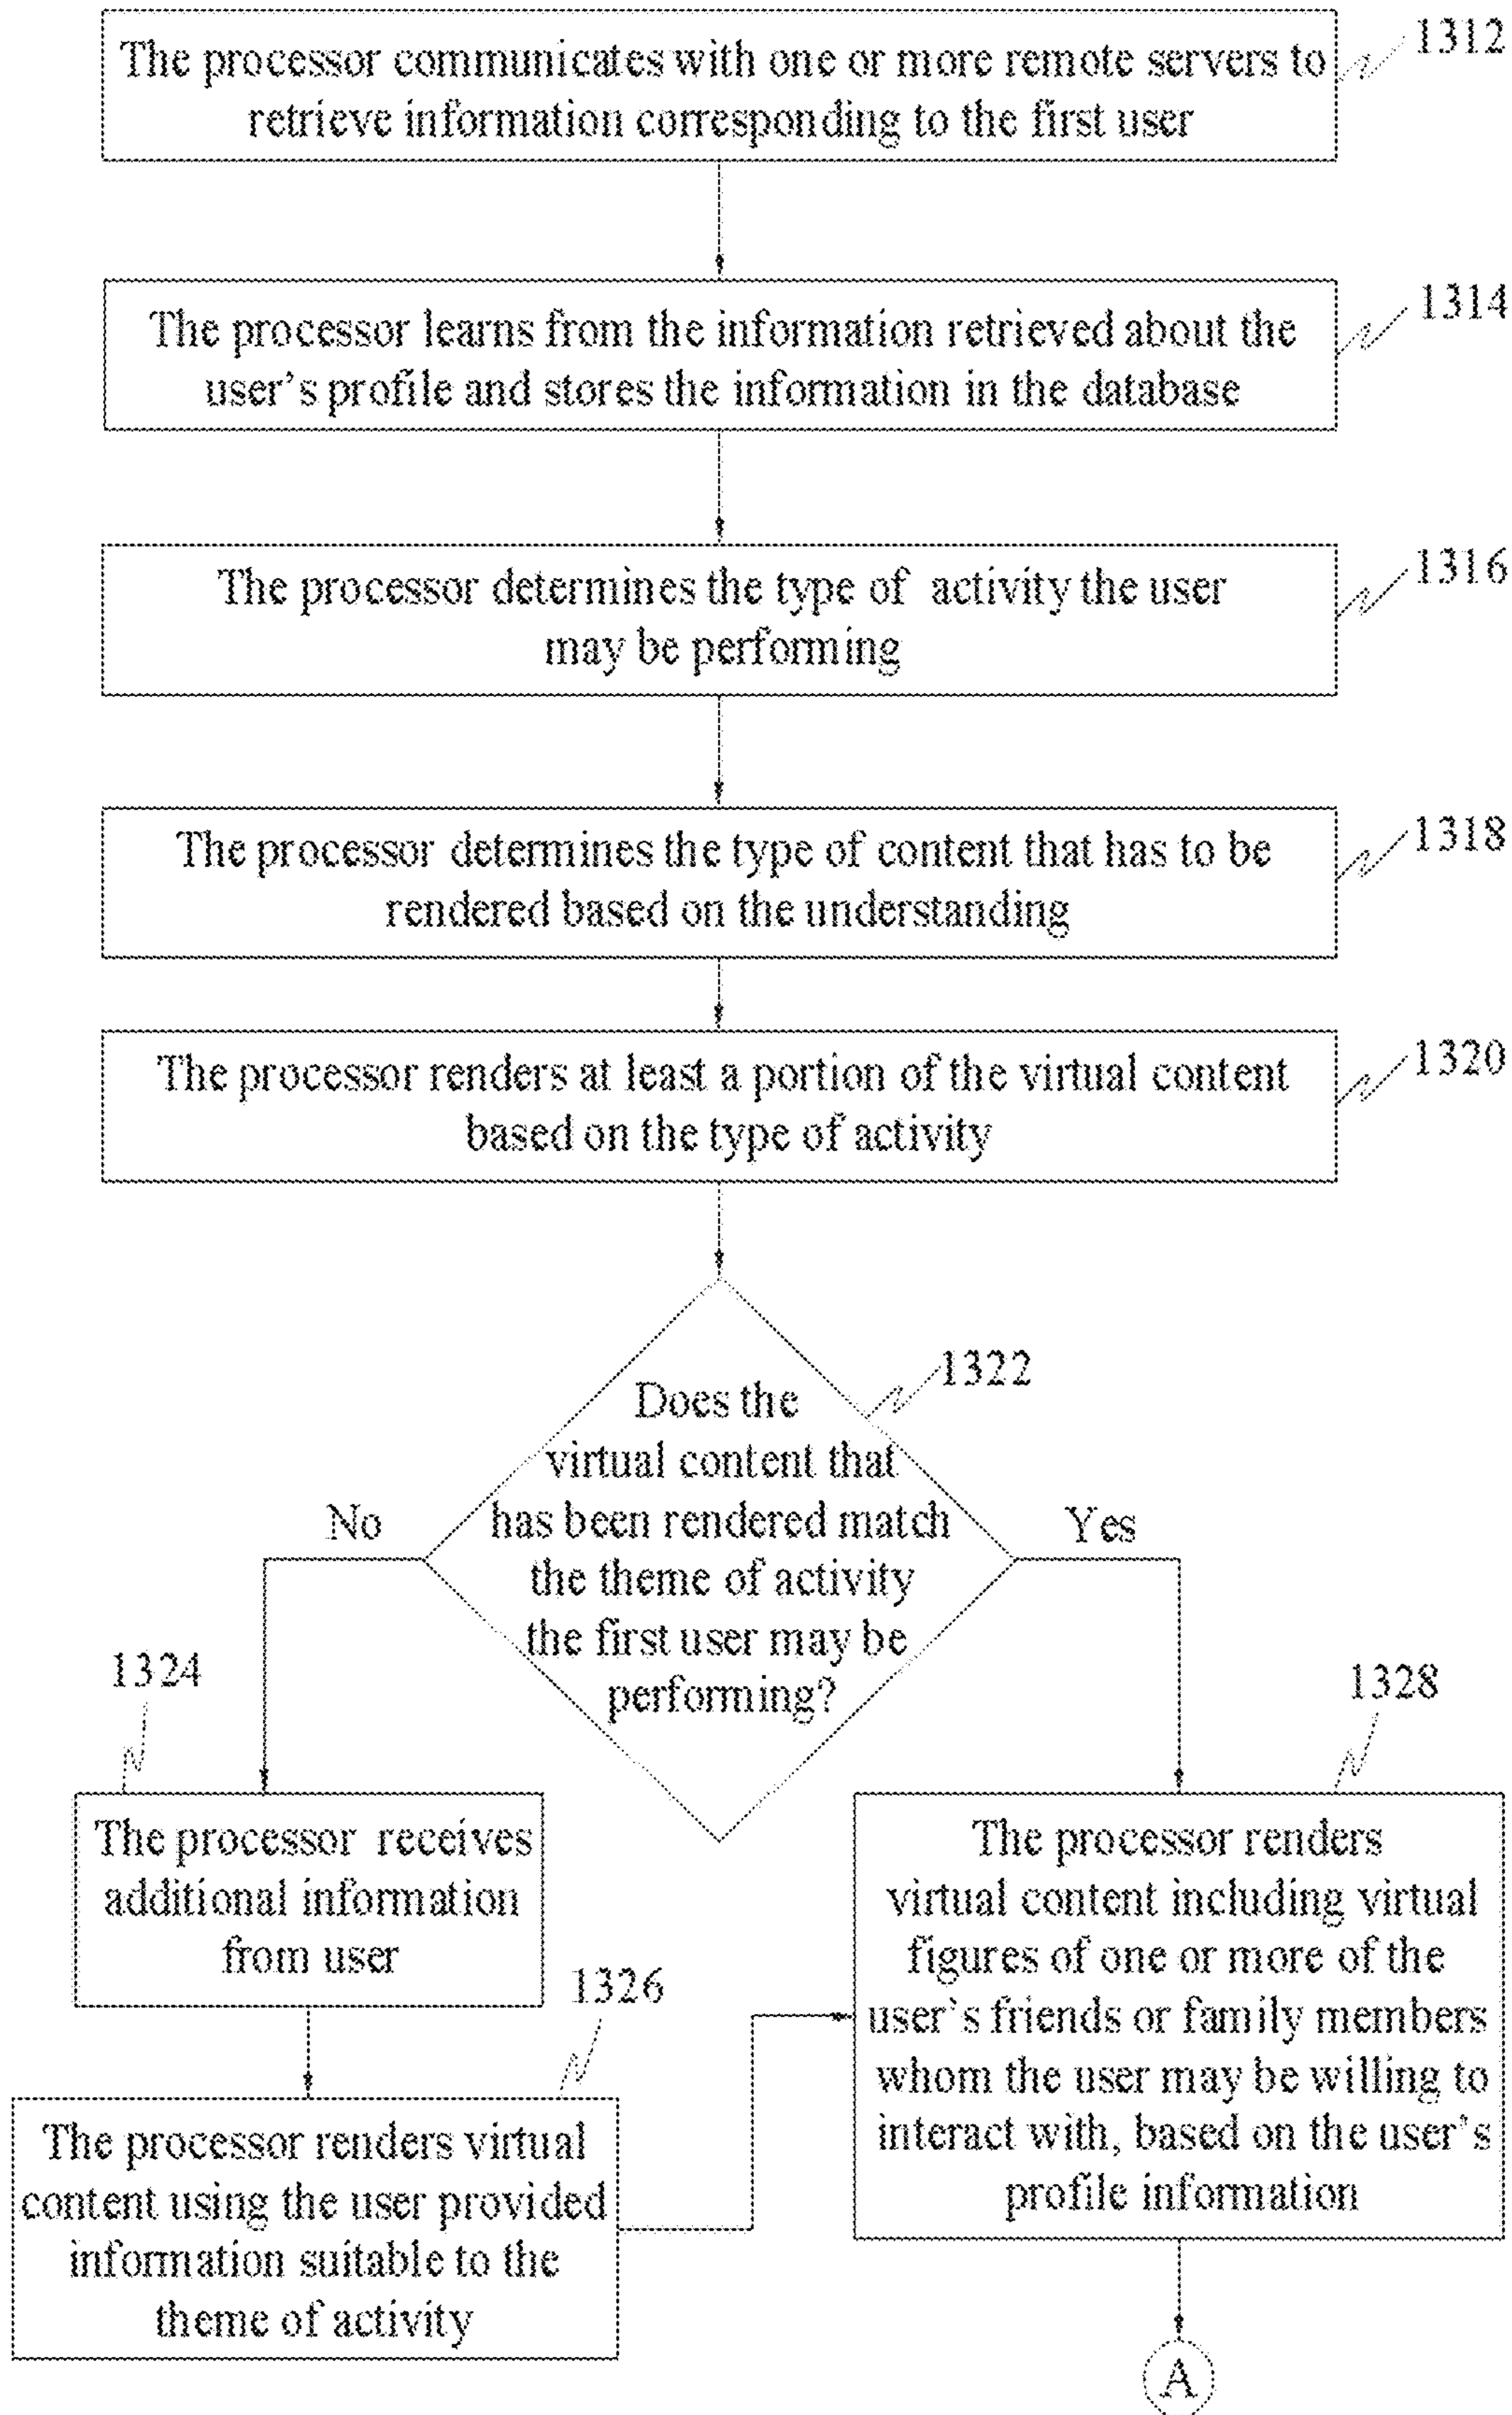 The processor communicates with one or more remote servers to
retrieve information corresponding to the first user
1312
The processor learns from the information retrieved about the
user's profile and stores the information in the database
1314
The processor determines the type of activity the user
may be performing
1316
The processor determines the type of content that has to be
rendered based on the understanding
1318
The processor renders at least a portion of the virtual content
based on the type of activity
1320
1322
Does the
virtual content that
has been rendered match
the theme of activity
the first user may be
performing?
No
Yes
1324
The processor receives
additional information
from user
1326
The processor renders virtual
content using the user provided
information suitable to the
theme of activity
1328
The processor renders
virtual content including virtual
figures of one or more of the
user's friends or family members
whom the user may be willing to
interact with, based on the user's
profile information
A